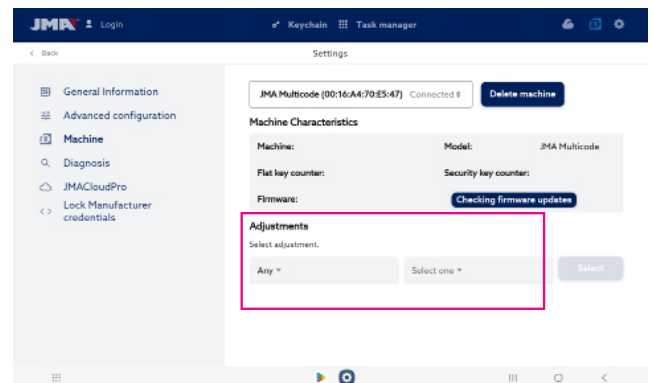 JMA Login Keychain Task manager
Back Settings
General Information
Advanced configuration
Machine
Diagnosis
JMACloudPro
Lock Manufacturer
credentials
JMA Multicode (00:16:A4:70:E5:47) Connected Delete machine
Machine Characteristics
Machine: Model: JMA Multicode
Flat key counter: Security key counter:
Firmware: Checking firmware updates
Adjustments
Select adjustment.
Any Select one Select